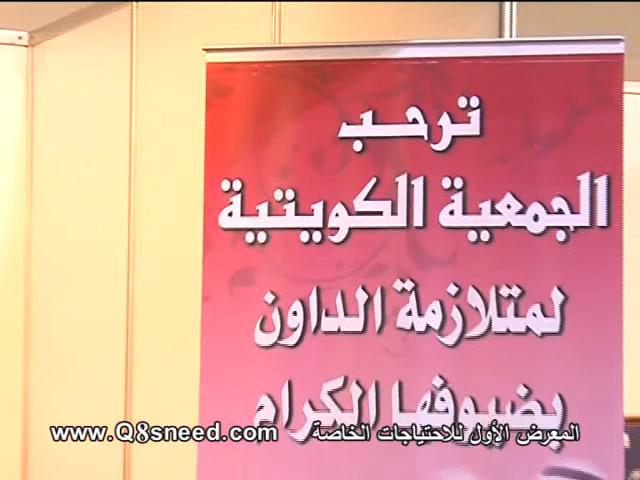 ترحب
الجمعية الكويتية
لمتلازمة الداون
بضيوفها الكرام
المعرض الأول للاحتياجات الخاصة www.Q8sneed.com